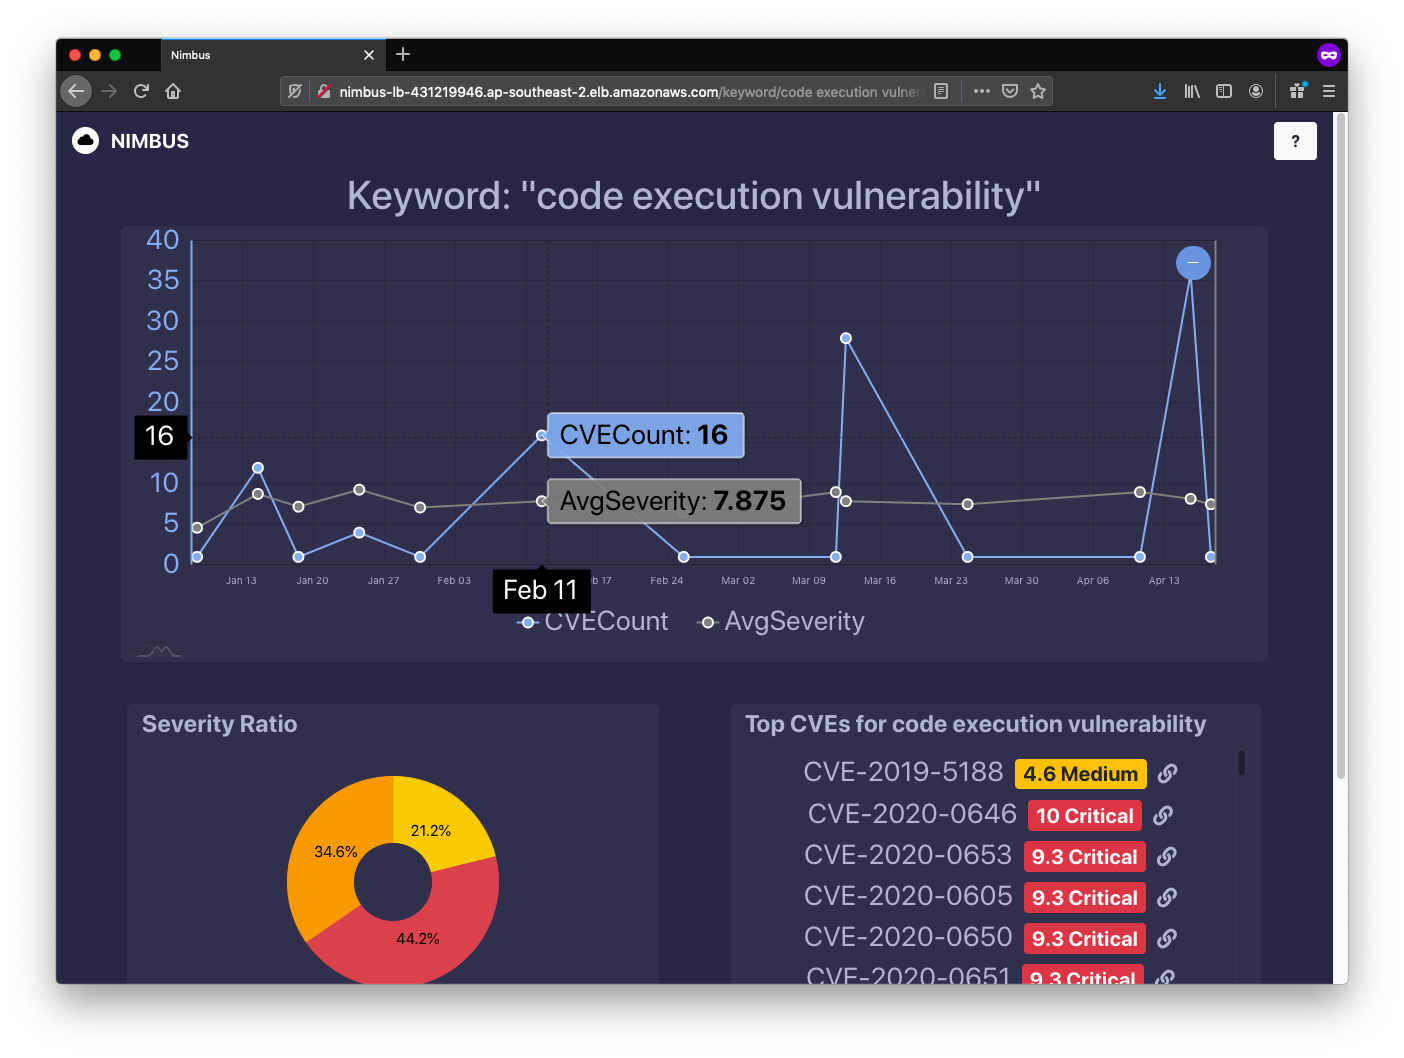 Nimbus
nimbus-lb-431219946.ap-southeast-2.elb.amazonaws.com/keyword/code execution vulner
NIMBUS
?
Keyword: "code execution vulnerability"
40
35
30
25
20
16
10
5
0
CVECount: 16
AvgSeverity: 7.875
Jan 13 Jan 20 Jan 27 Feb 03 Feb 11 b 17 Feb 24 Mar 02 Mar 09 Mar 16 Mar 23 Mar 30 Apr 06 Apr 13
CVECount AvgSeverity
Severity Ratio
21.2%
34.6%
44.2%
Top CVEs for code execution vulnerability
CVE-2019-5188 4.6 Medium
CVE-2020-0646 10 Critical
CVE-2020-0653 9.3 Critical
CVE-2020-0605 9.3 Critical
CVE-2020-0650 9.3 Critical
CVE-2020-0651 9.3 Critical